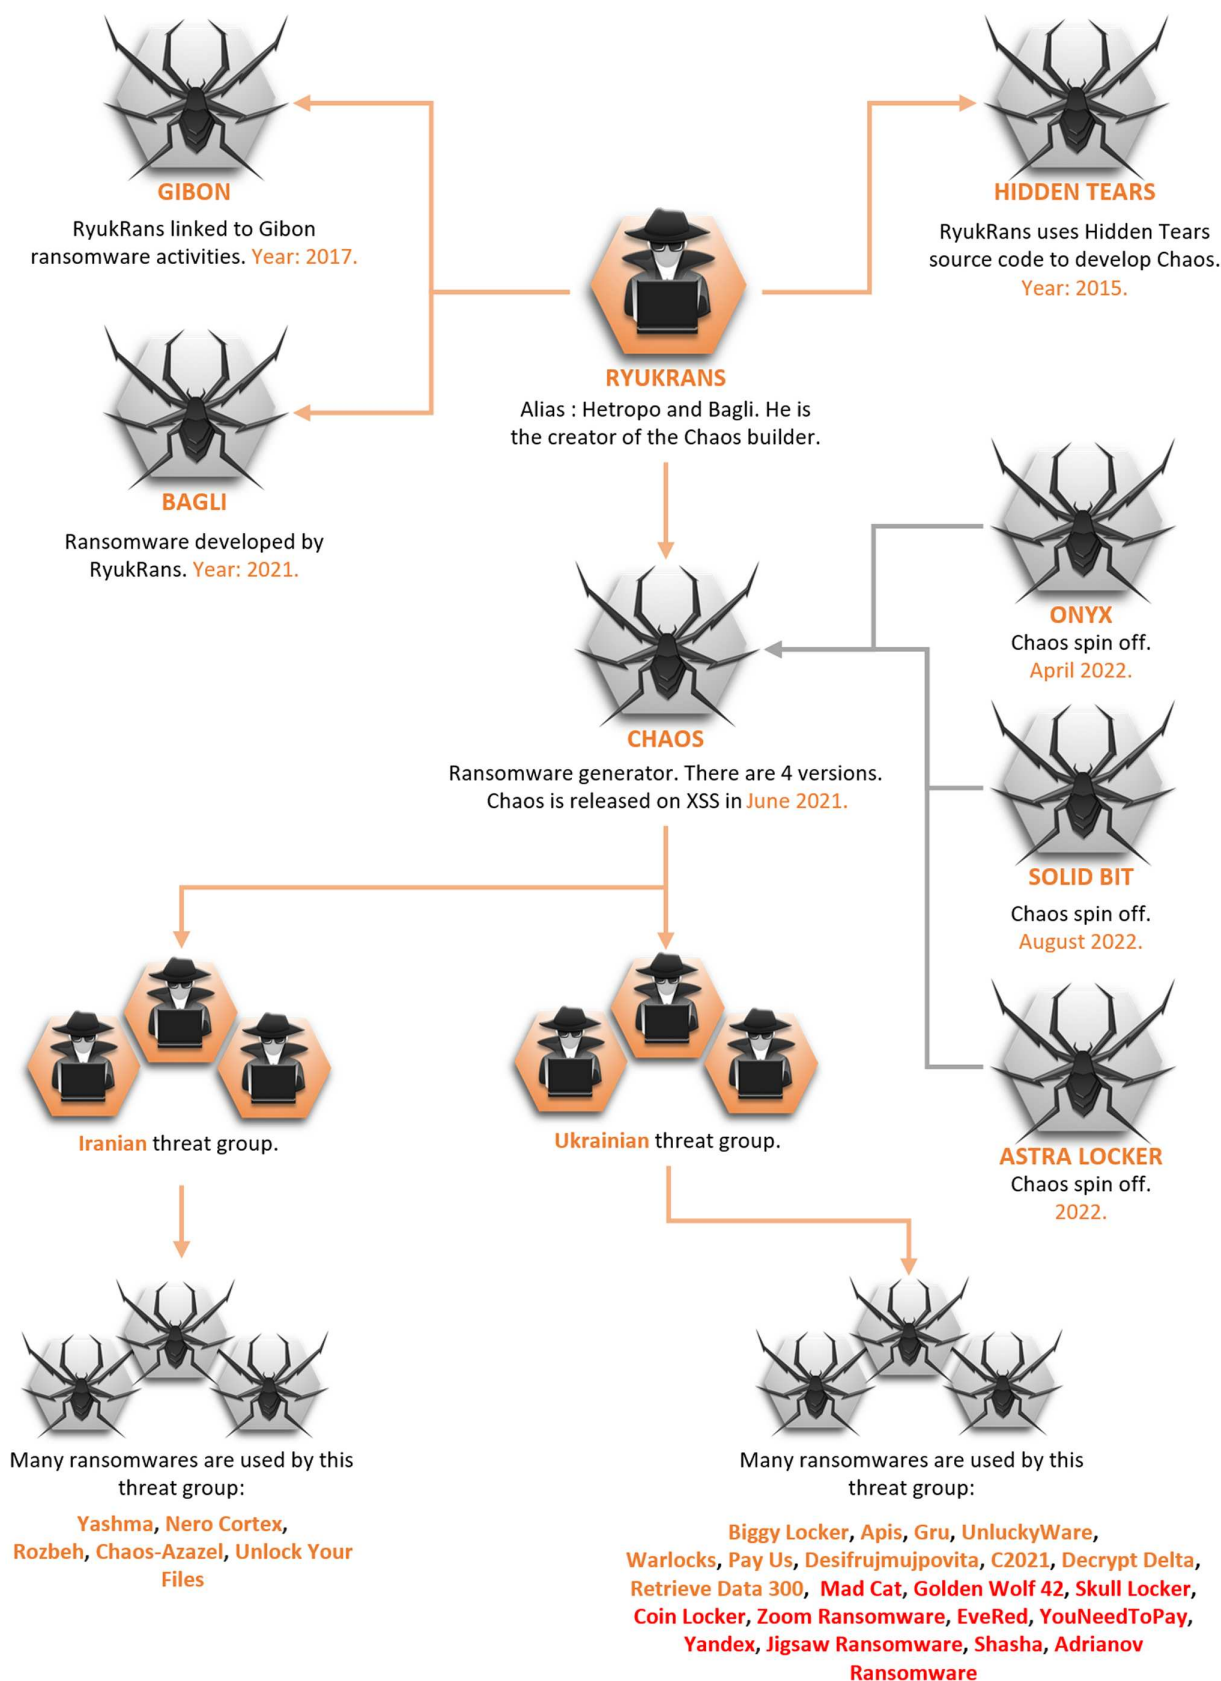 GIBON
RyukRans linked to Gibon
ransomware activities. Year: 2017.
HIDDEN TEARS
RyukRans uses Hidden Tears
source code to develop Chaos.
Year: 2015.
RYUKRANS
Alias : Hetropo and Bagli. He is
the creator of the Chaos builder.
BAGLI
Ransomware developed by
RyukRans. Year: 2021.
ONYX
Chaos spin off.
April 2022.
CHAOS
Ransomware generator. There are 4 versions.
Chaos is released on XSS in June 2021.
SOLID BIT
Chaos spin off.
August 2022.
ASTRA LOCKER
Chaos spin off.
2022.
Iranian threat group.
Ukrainian threat group.
Many ransomwares are used by this
threat group:
Yashma, Nero Cortex,
Rozbeh, Chaos-Azazel, Unlock Your
Files
Many ransomwares are used by this
threat group:
Biggy Locker, Apis, Gru, UnluckyWare,
Warlocks, Pay Us, Desifrujmujpovita, C2021, Decrypt Delta,
Retrieve Data 300, Mad Cat, Golden Wolf 42, Skull Locker,
Coin Locker, Zoom Ransomware, EveRed, YouNeedToPay,
Yandex, Jigsaw Ransomware, Shasha, Adrianov
Ransomware